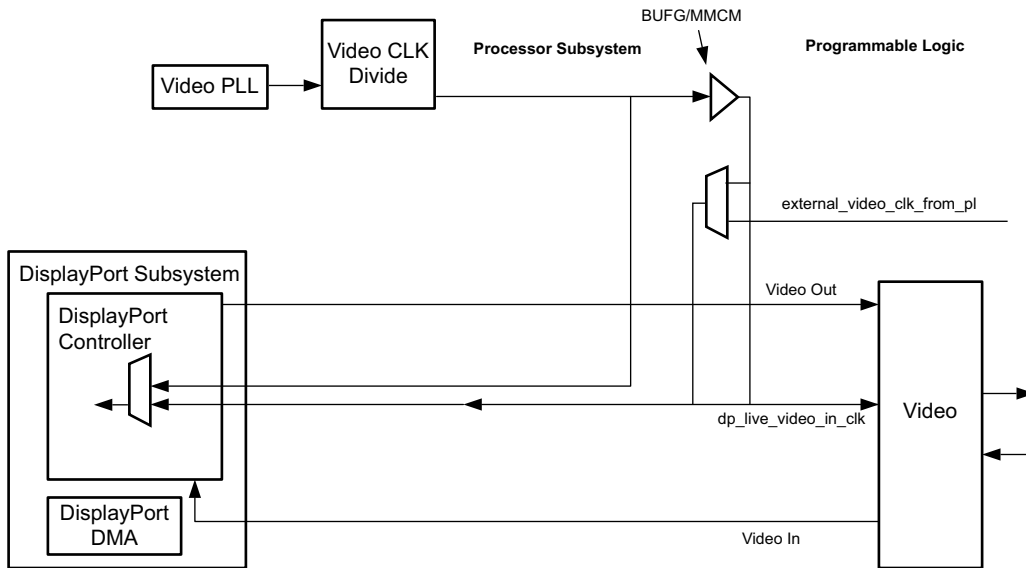 BUFG/MMCM
Video CLK
Divide
Processor Subsystem
Programmable Logic
Video PLL
external_video_clk_from_pl
DisplayPort Subsystem
Video Out
DisplayPort
Controller
dp_live_video_in_clk
Video
DisplayPort
DMA
Video In